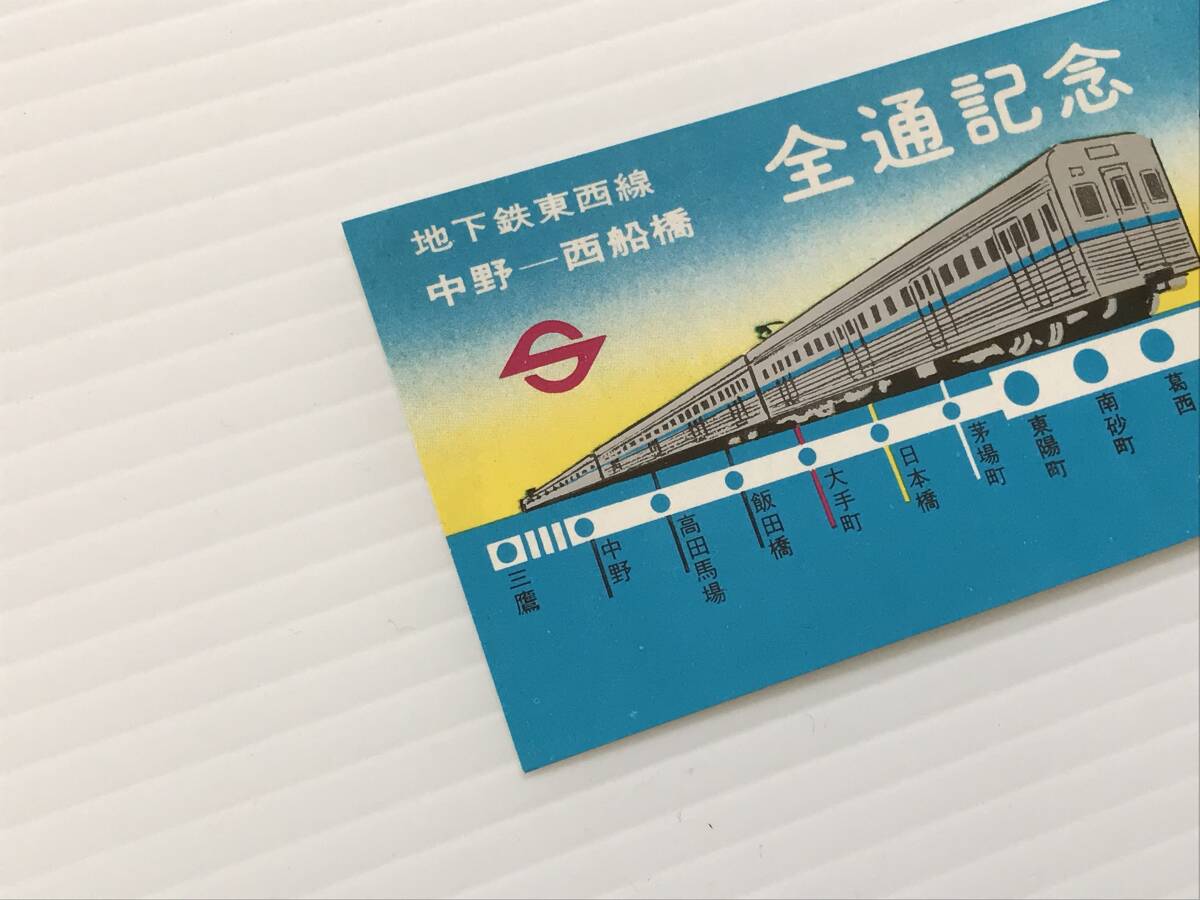 全通記念
地下鉄東西線
中野―西船橋
三鷹
中野
高田馬場
飯田橋
大手町
日本橋
茅場町
東陽町
南砂町
葛西